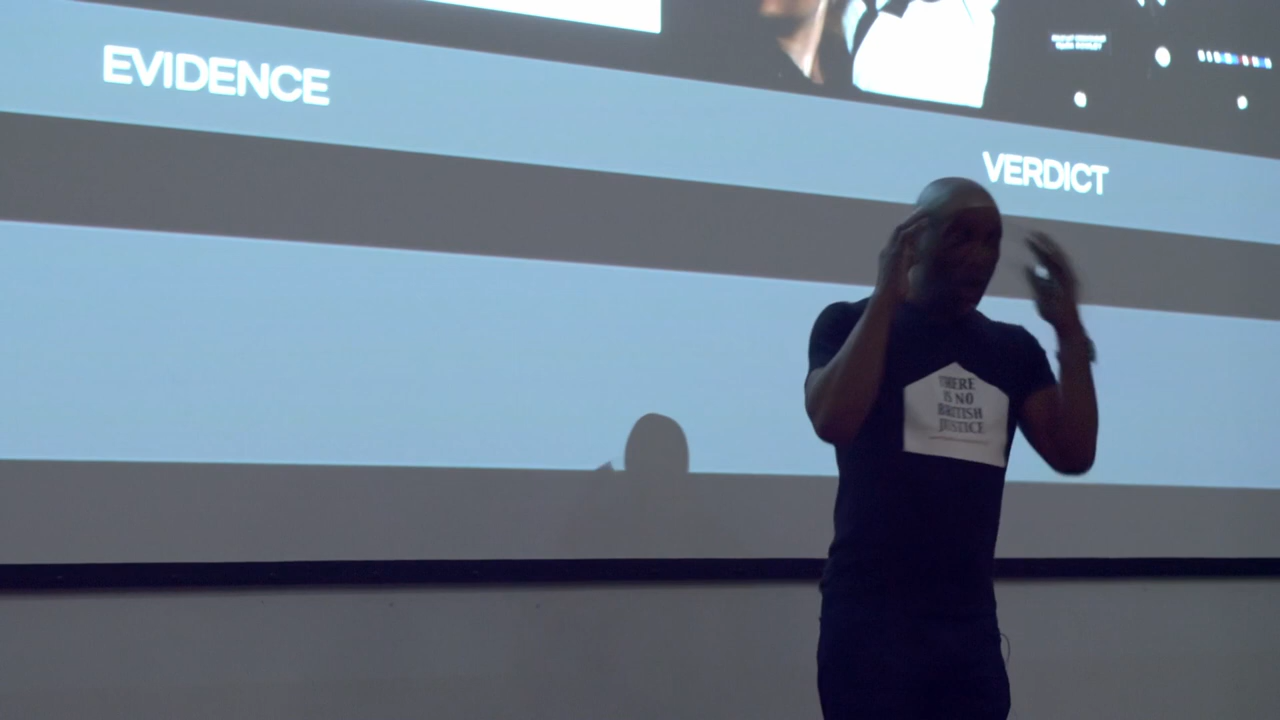 EVIDENCE
VERDICT
THERE
IS NO
BRITISH
JUSTICE